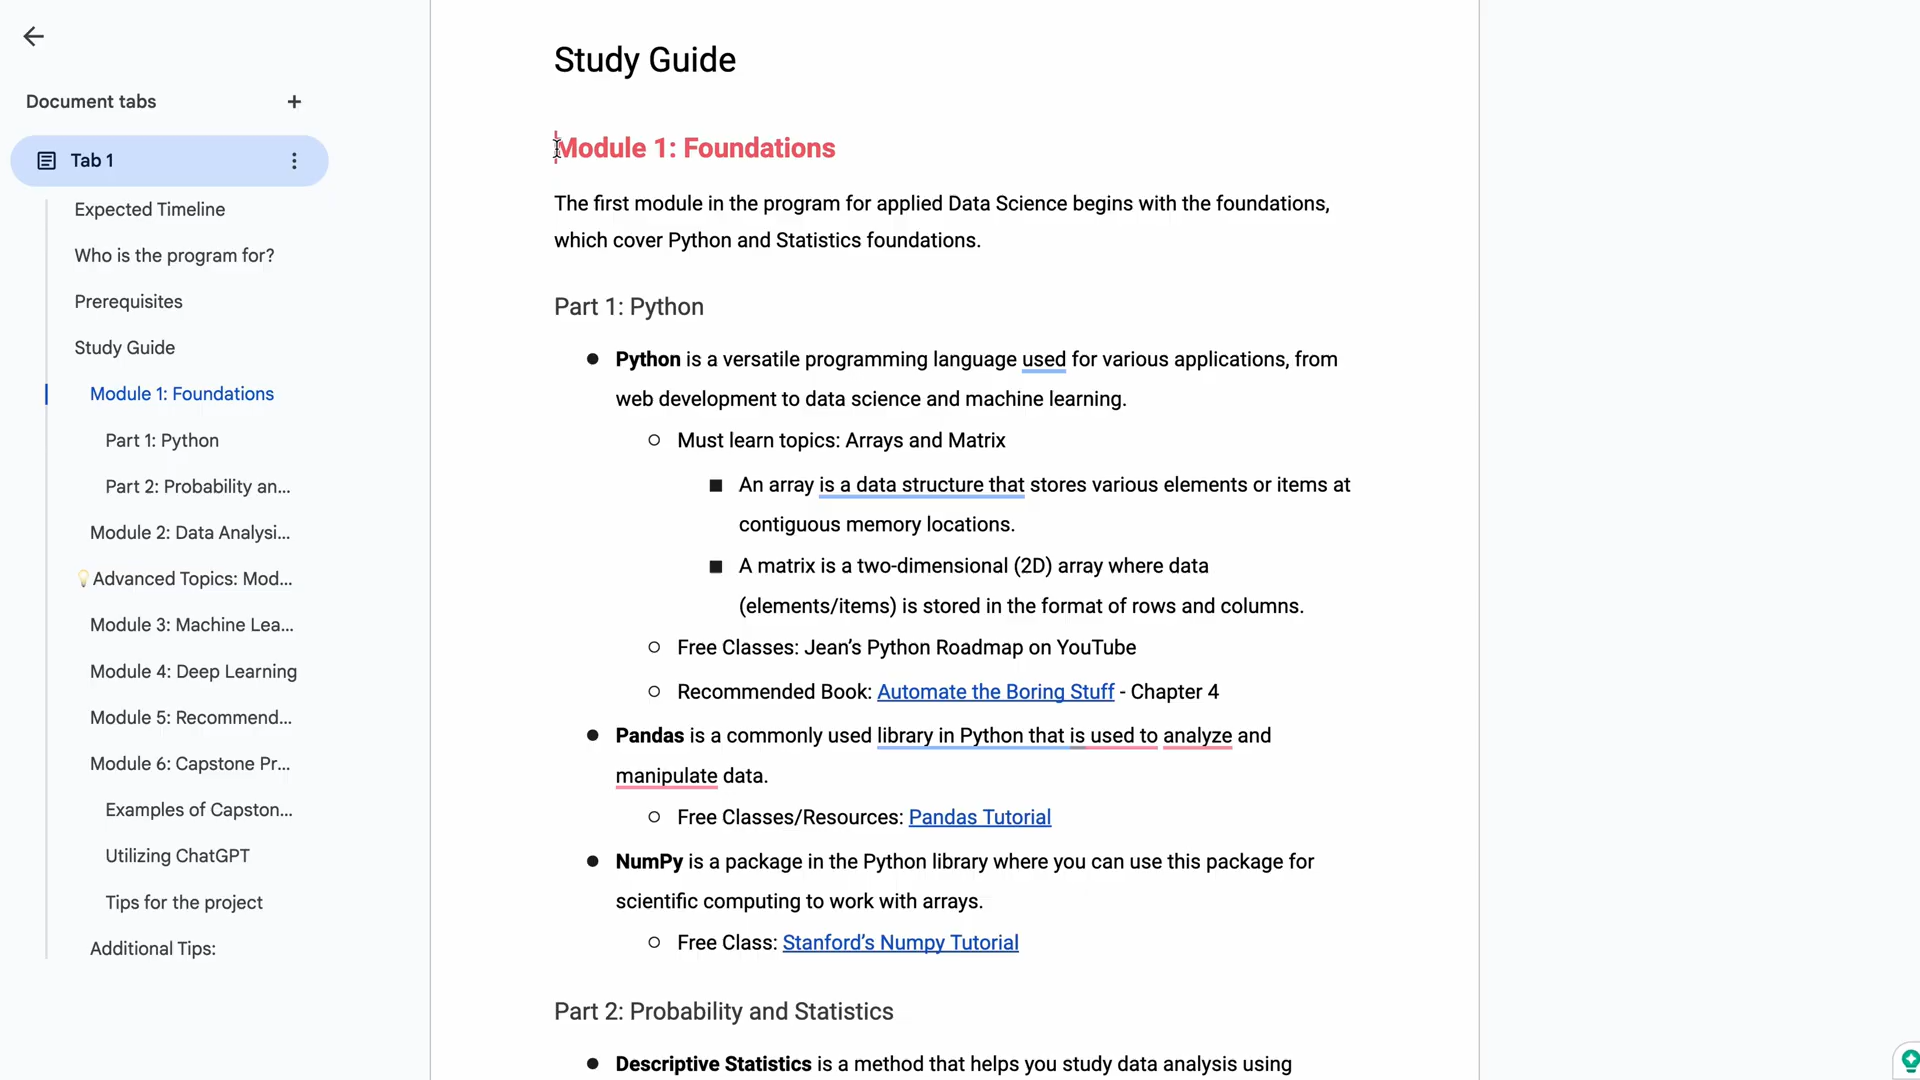 Document tabs
Tab 1
Expected Timeline
Who is the program for?
Prerequisites
Study Guide
Module 1: Foundations
Part 1: Python
Part 2: Probability an...
Module 2: Data Analysi...
💡Advanced Topics: Mod...
Module 3: Machine Lea...
Module 4: Deep Learning
Module 5: Recommend...
Module 6: Capstone Pr...
Examples of Capston...
Utilizing ChatGPT
Tips for the project
Additional Tips:
Study Guide
Module 1: Foundations
The first module in the program for applied Data Science begins with the foundations,
which cover Python and Statistics foundations.
Part 1: Python
● Python is a versatile programming language used for various applications, from
web development to data science and machine learning.
○ Must learn topics: Arrays and Matrix
■ An array is a data structure that stores various elements or items at
contiguous memory locations.
■ A matrix is a two-dimensional (2D) array where data
(elements/items) is stored in the format of rows and columns.
○ Free Classes: Jean’s Python Roadmap on YouTube
○ Recommended Book: Automate the Boring Stuff - Chapter 4
● Pandas is a commonly used library in Python that is used to analyze and
manipulate data.
○ Free Classes/Resources: Pandas Tutorial
● NumPy is a package in the Python library where you can use this package for
scientific computing to work with arrays.
○ Free Class: Stanford’s Numpy Tutorial
Part 2: Probability and Statistics
● Descriptive Statistics is a method that helps you study data analysis using